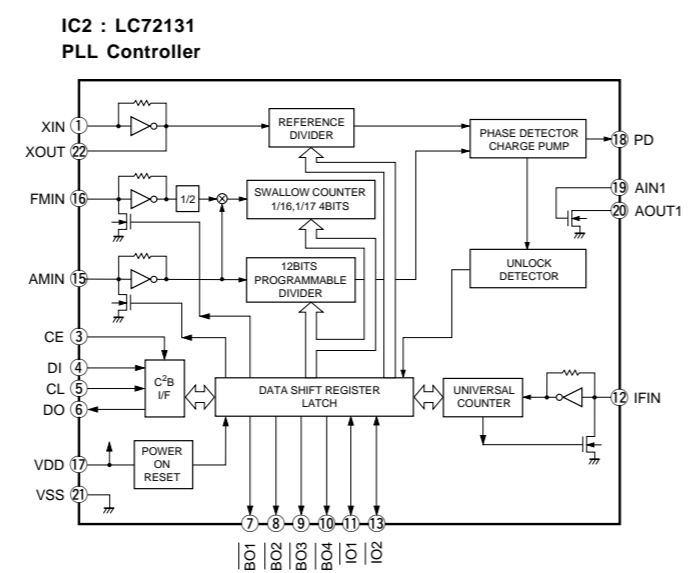 IC2 : LC72131
PLL Controller
XIN 1
XOUT 22
FMIN 16
AMIN 15
CE 3
DI 4
CL 5
DO 6
VDD 17
VSS 21
REFERENCE
DIVIDER
PHASE DETECTOR
CHARGE PUMP
18 PD
19 AIN1
20 AOUT1
1/2
SWALLOW COUNTER
1/16,1/17 4BITS
12BITS
PROGRAMMABLE
DIVIDER
UNLOCK
DETECTOR
C²B
I/F
DATA SHIFT REGISTER
LATCH
UNIVERSAL
COUNTER
12 IFIN
POWER
ON
RESET
7 8 9 10 11 13
BO1
BO2
BO3
BO4
IO1
IO2